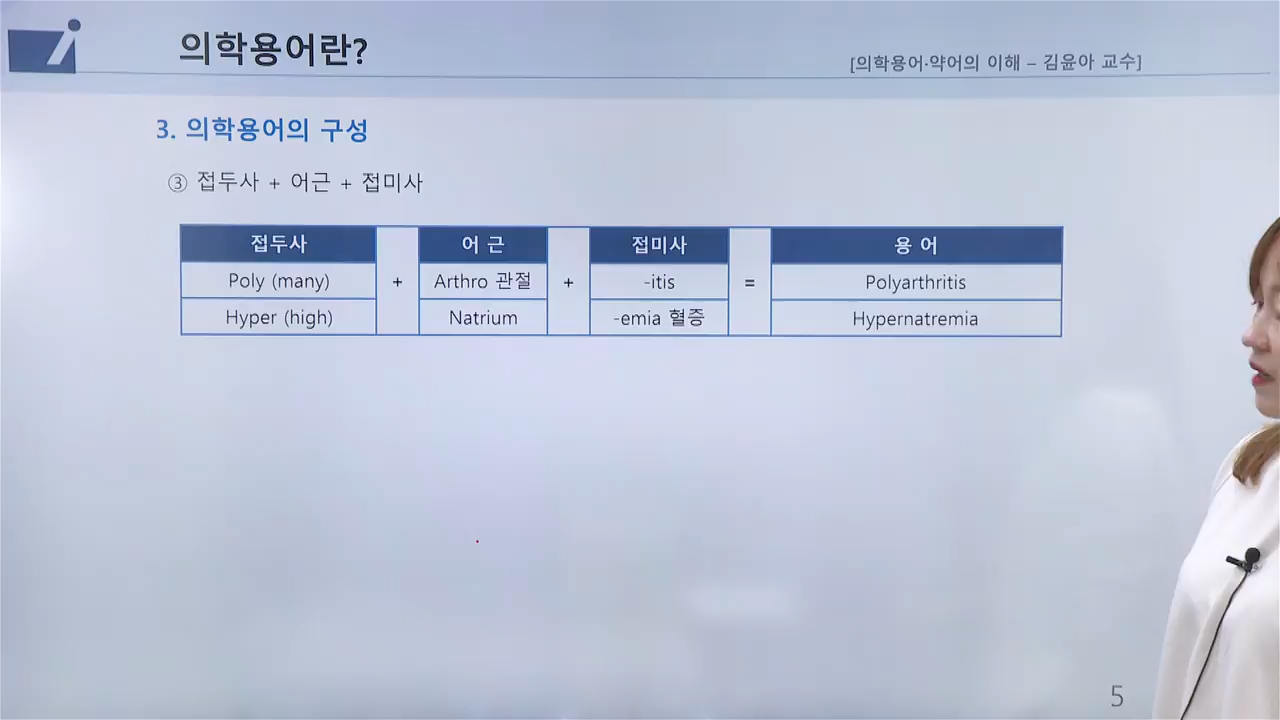 의학용어란?
[의학용어·약어의 이해 – 김윤아 교수]
3. 의학용어의 구성
③ 접두사 + 어근 + 접미사
접두사 어 근 접미사 용 어
Poly (many) + Arthro 관절 + -itis = Polyarthritis
Hyper (high) Natrium -emia 혈증 Hypernatremia
5